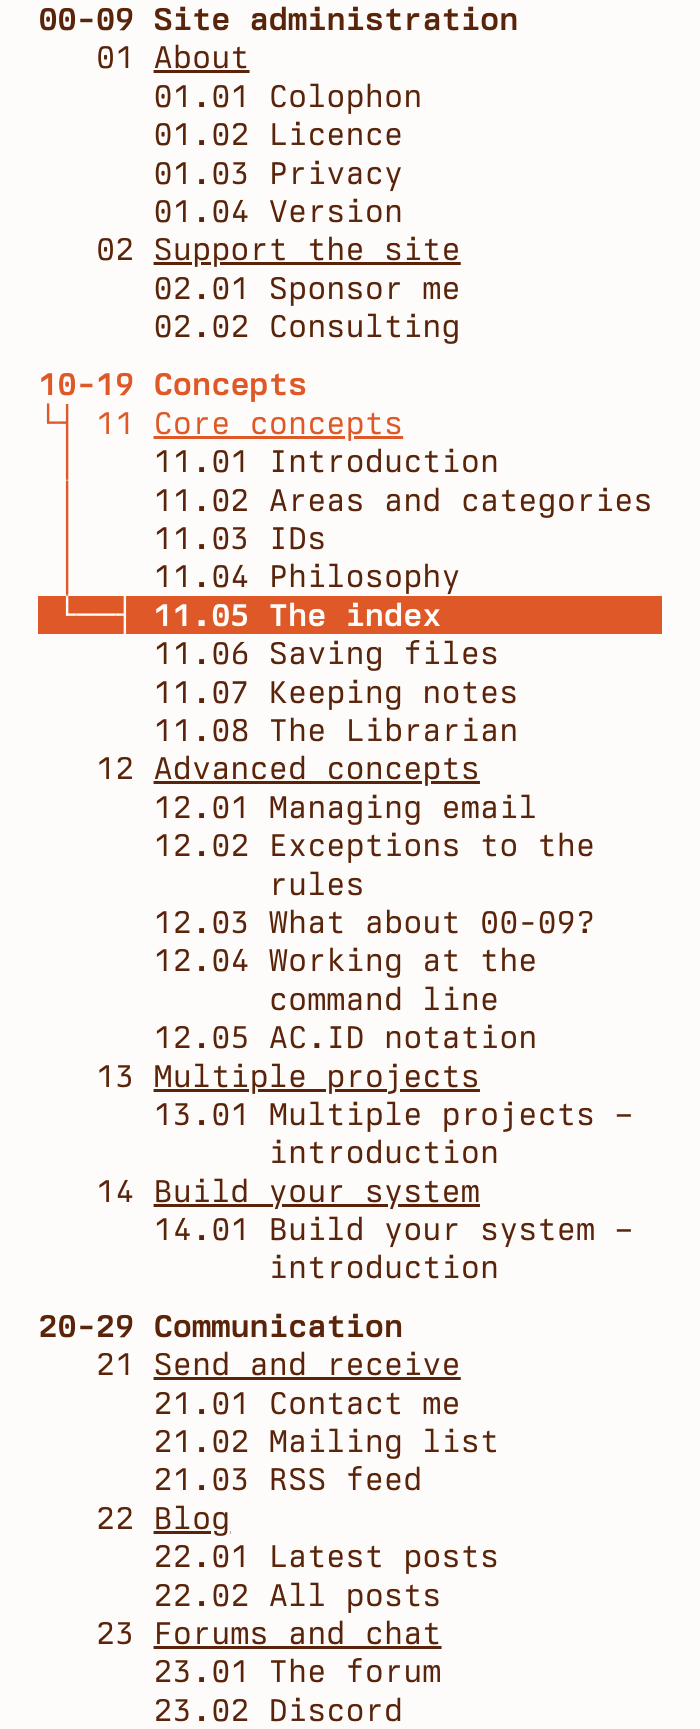 00-09 Site administration
01 About
01.01 Colophon
01.02 Licence
01.03 Privacy
01.04 Version
02 Support the site
02.01 Sponsor me
02.02 Consulting
10-19 Concepts
11 Core concepts
11.01 Introduction
11.02 Areas and categories
11.03 IDs
11.04 Philosophy
11.05 The index
11.06 Saving files
11.07 Keeping notes
11.08 The Librarian
12 Advanced concepts
12.01 Managing email
12.02 Exceptions to the
rules
12.03 What about 00-09?
12.04 Working at the
command line
12.05 AC.ID notation
13 Multiple projects
13.01 Multiple projects –
introduction
14 Build your system
14.01 Build your system –
introduction
20-29 Communication
21 Send and receive
21.01 Contact me
21.02 Mailing list
21.03 RSS feed
22 Blog
22.01 Latest posts
22.02 All posts
23 Forums and chat
23.01 The forum
23.02 Discord